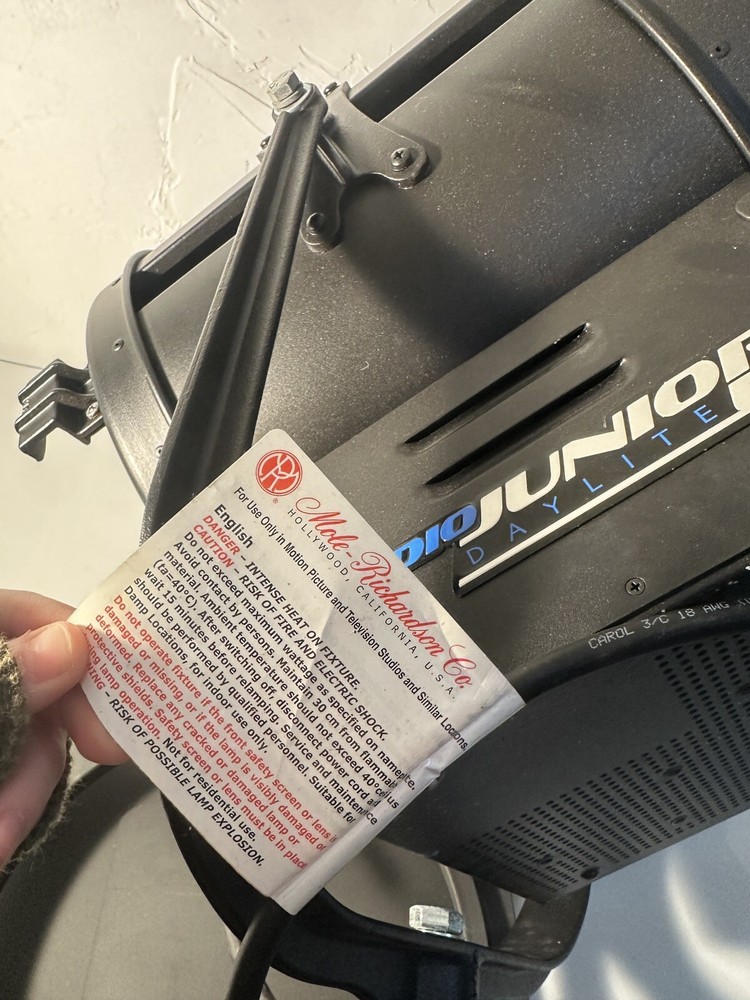 Mole-Richardson Co.
HOLLYWOOD, CALIFORNIA, U.S.A.
For Use Only in Motion Picture and Television Studios and Similar Locations.
English
DANGER – INTENSE HEAT ON FIXTURE.
CAUTION – RISK OF FIRE AND ELECTRIC SHOCK.
Do not exceed maximum wattage as specified on nameplate.
Avoid contact by persons. Maintain 30 cm from flammable
material. Ambient temperature should not exceed 40°
(ta=40°C). After switching off, disconnect power cord
wait 15 minutes before relamping. Service and maintenance
should be performed by qualified personnel. Suitable for
Damp Locations, for indoor use only.
Do not operate fixture if the front safety screen or lens is
damaged or missing, or if the lamp is visibly damaged or
deformed. Replace any cracked or damaged lamp or
protective shields. Safety screen or lens must be in place
lamp operation. Not for residential use.
– RISK OF POSSIBLE LAMP EXPLOSION.
DIOJUNIOR
DAYLITE
CAROL 3/C 18 AWG